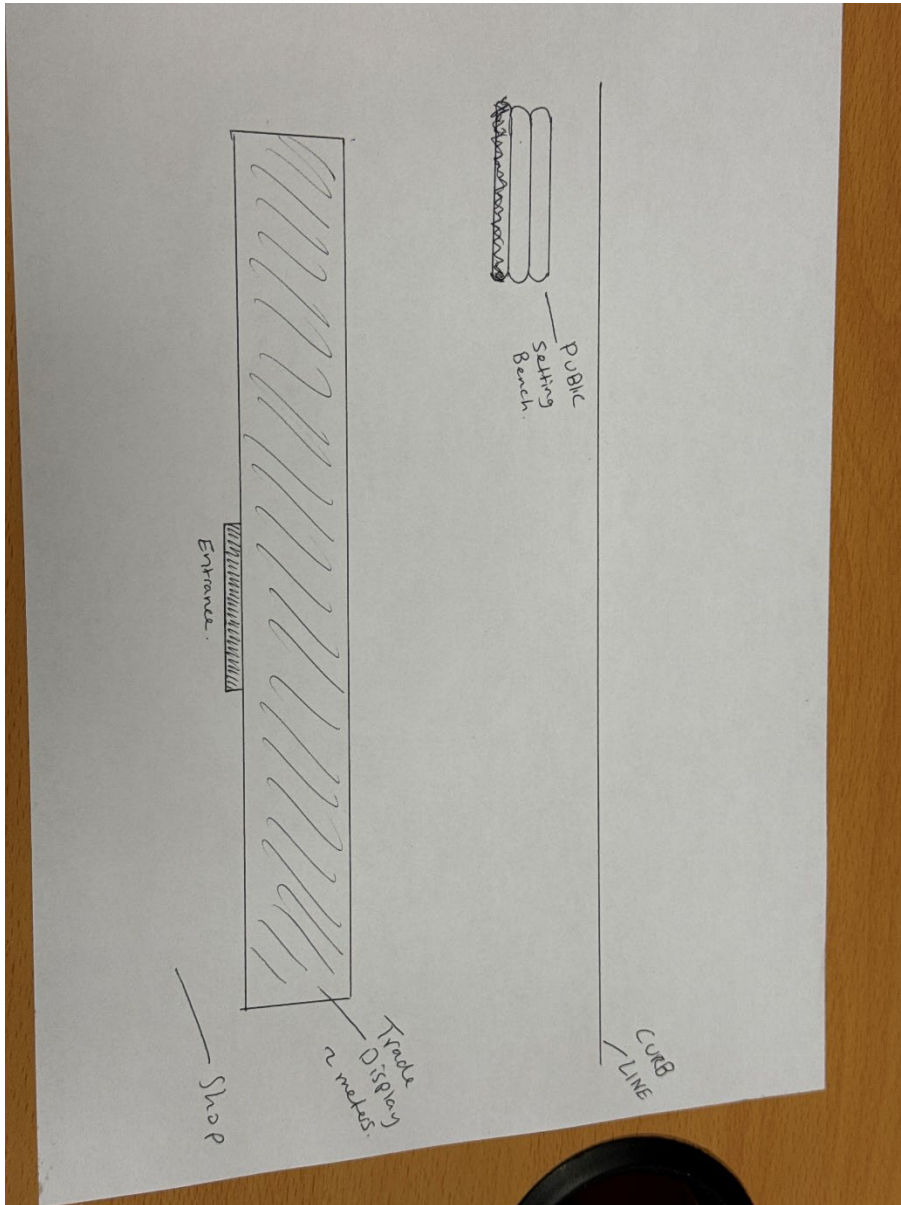 CURB
LINE
PUBLIC
Setting
Bench.
Trade
Display
2 meters.
Entrance.
Shop